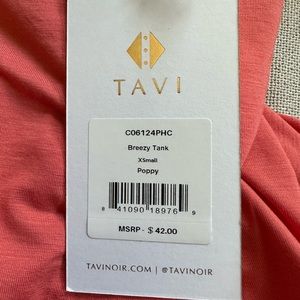 TAVI
C06124PHC
Breezy Tank
XSmall
Poppy
8 41090 18976 9
MSRP - $ 42.00
TAVINOIR.COM | @TAVINOIR